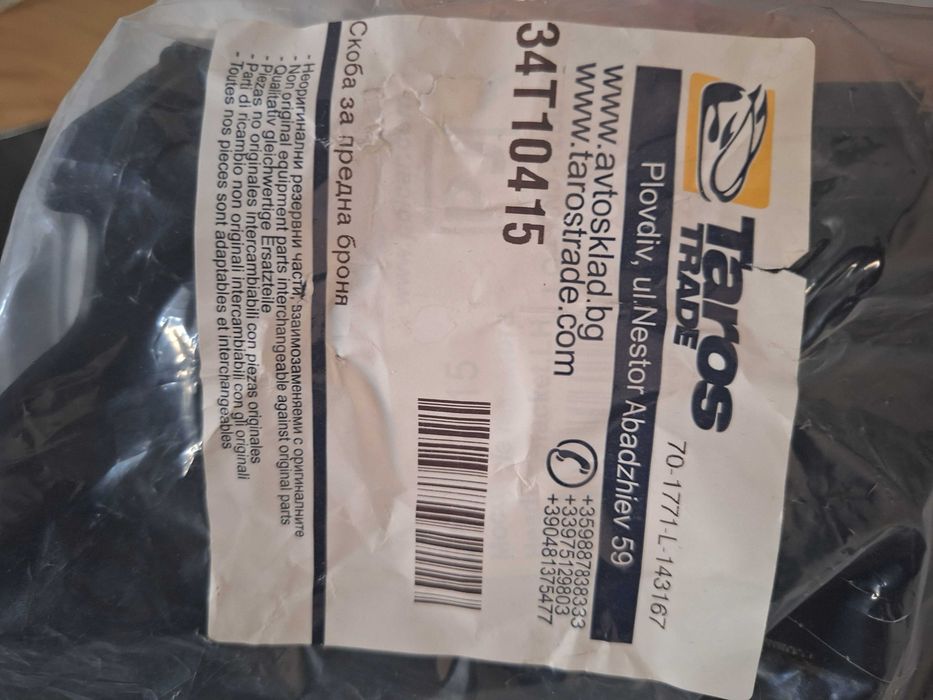 Taros
TRADE
70-1771-L-143167
Plovdiv, ul.Nestor Abadzhiev 59
www.avtosklad.bg
www.tarostrade.com
+359887838333
+33975129803
+390481375477
34T10415
Скоба за предна броня
- Неоригинални резервни части, взаимозаменяеми с оригиналните
- Non original equipment parts interchangeable against original parts
- Qualitativ gleichwertige Ersatzteile
- Piezas no originales intercambiabili con piezas originales
- Parti di ricambio non originali intercambiabili con gli originali
- Toutes nos pieces sont adaptables et interchangeables